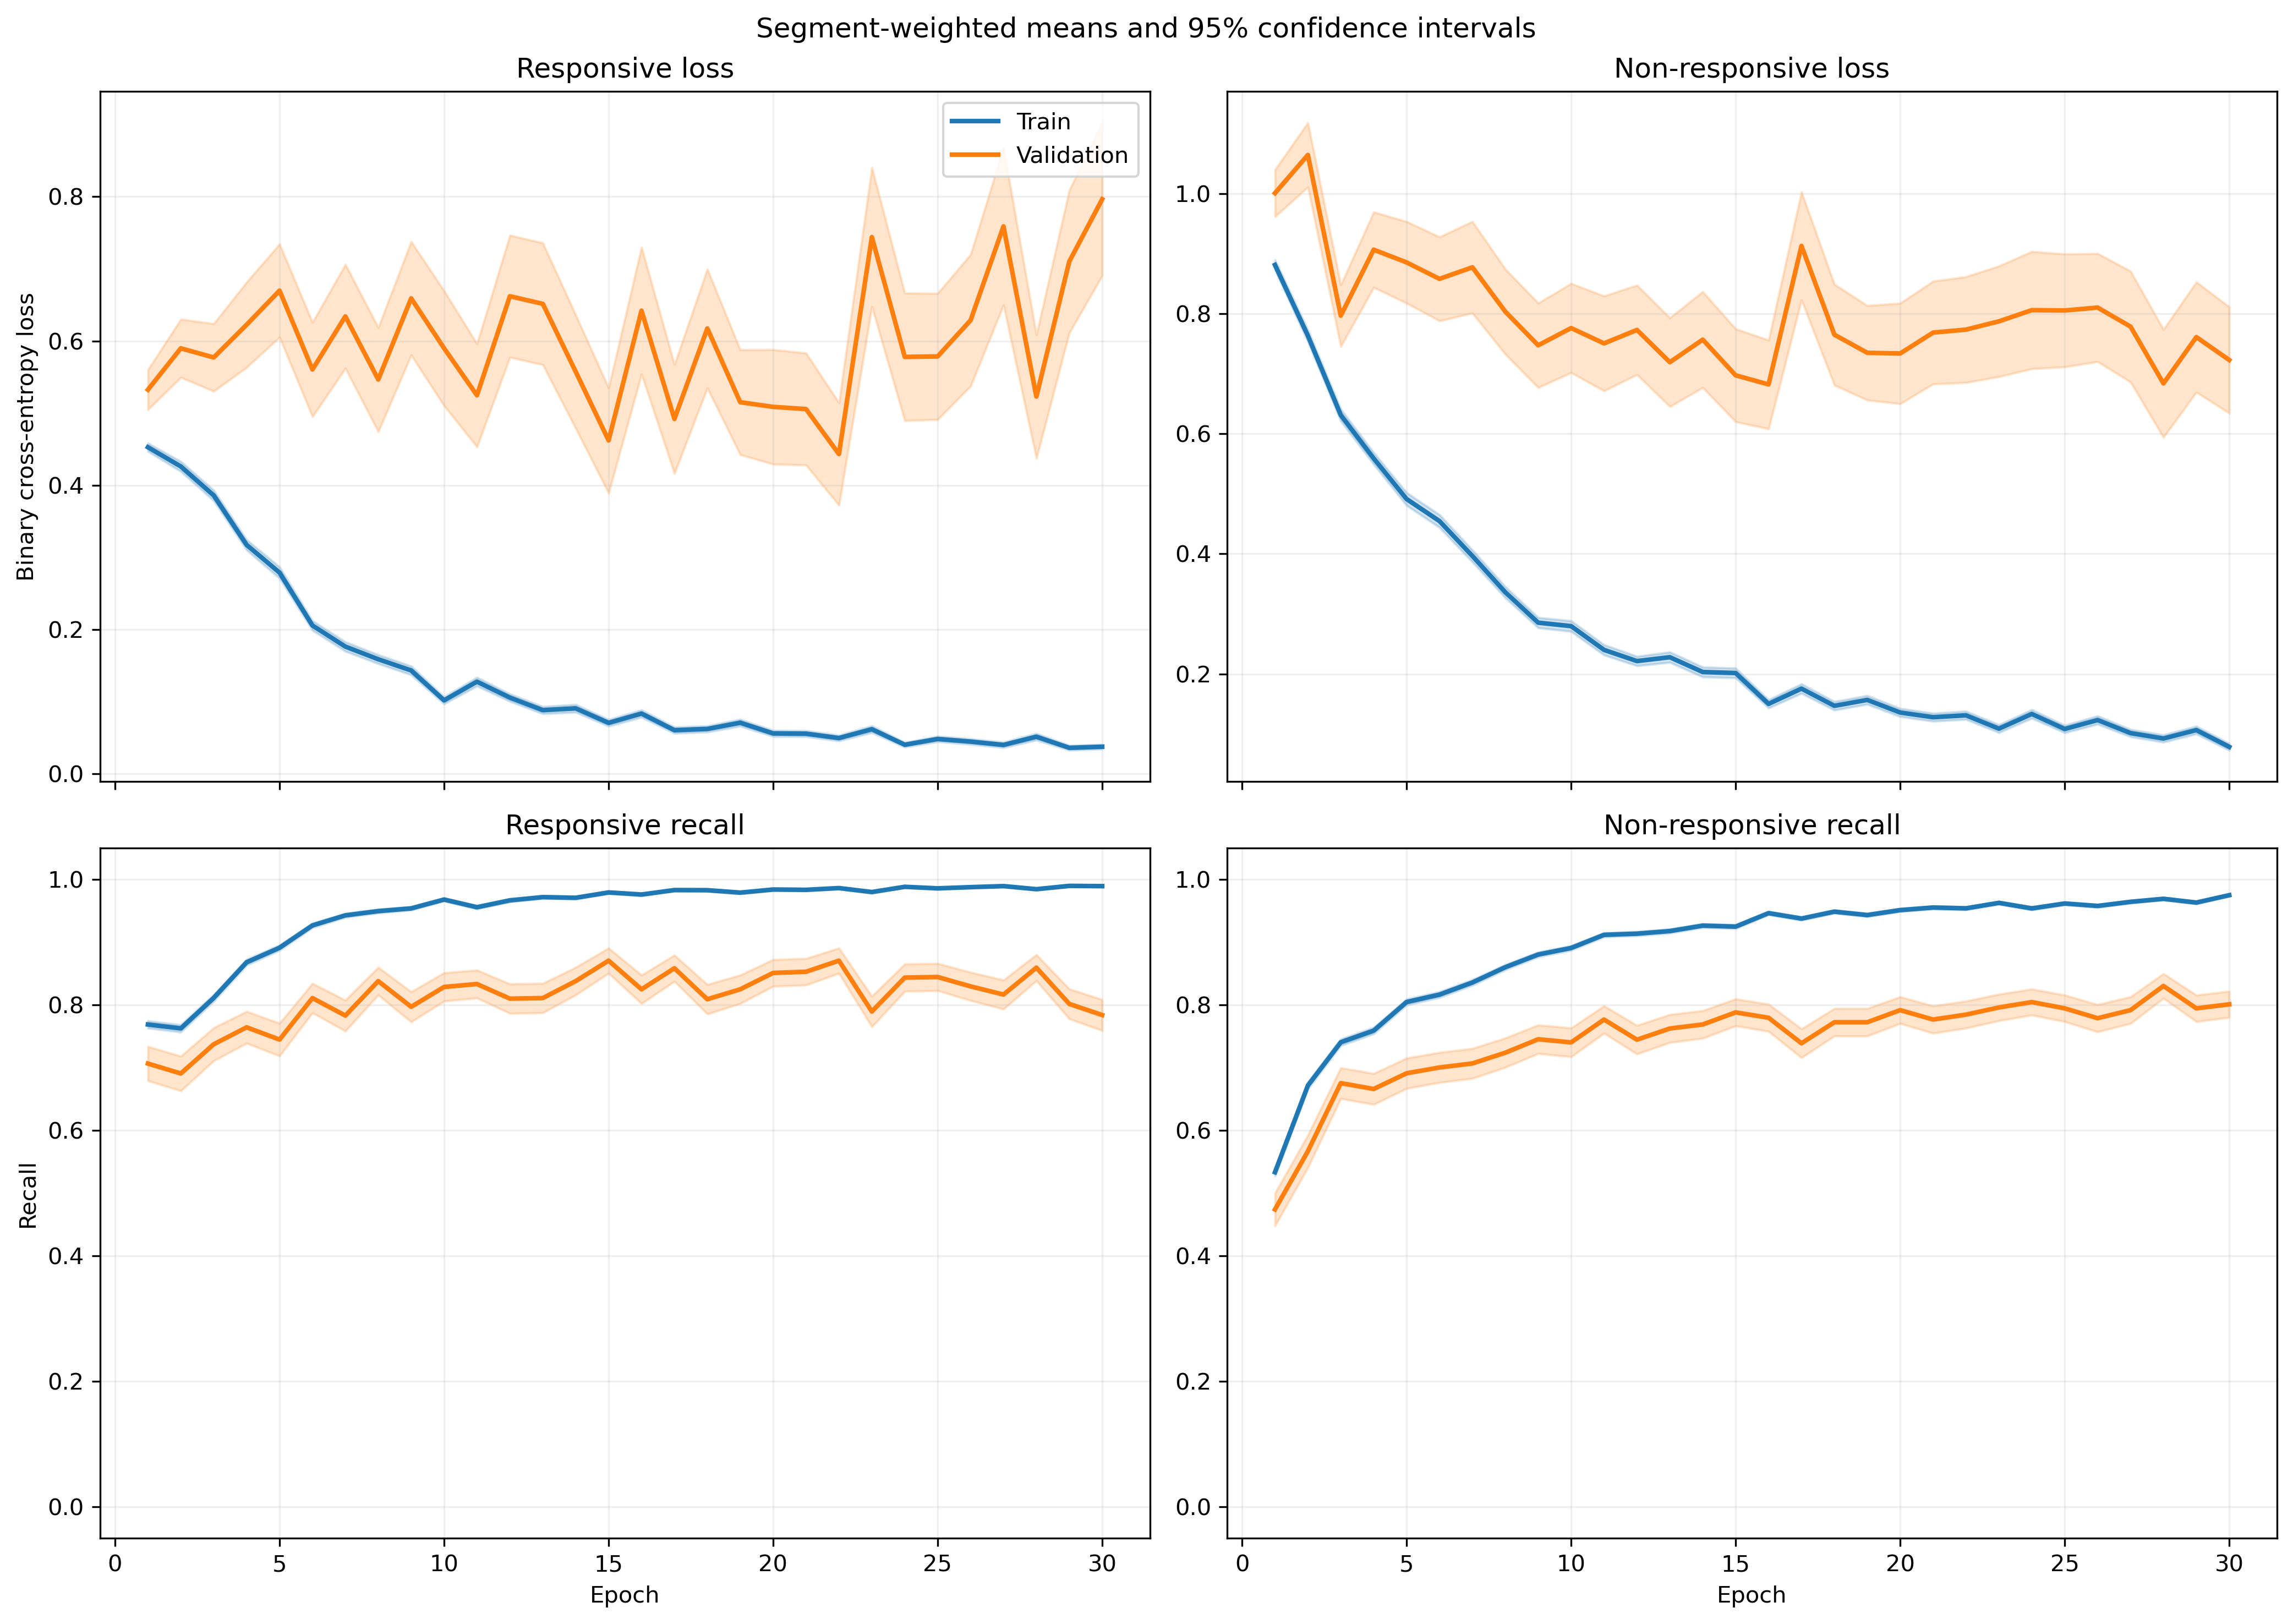 Segment-weighted means and 95% confidence intervals
Responsive loss
Non-responsive loss
Train
Validation
Binary cross-entropy loss
0.8
0.6
0.4
0.2
0.0
1.0
0.8
0.6
0.4
0.2
Responsive recall
Non-responsive recall
Recall
1.0
0.8
0.6
0.4
0.2
0.0
1.0
0.8
0.6
0.4
0.2
0.0
0 5 10 15 20 25 30
0 5 10 15 20 25 30
Epoch
Epoch